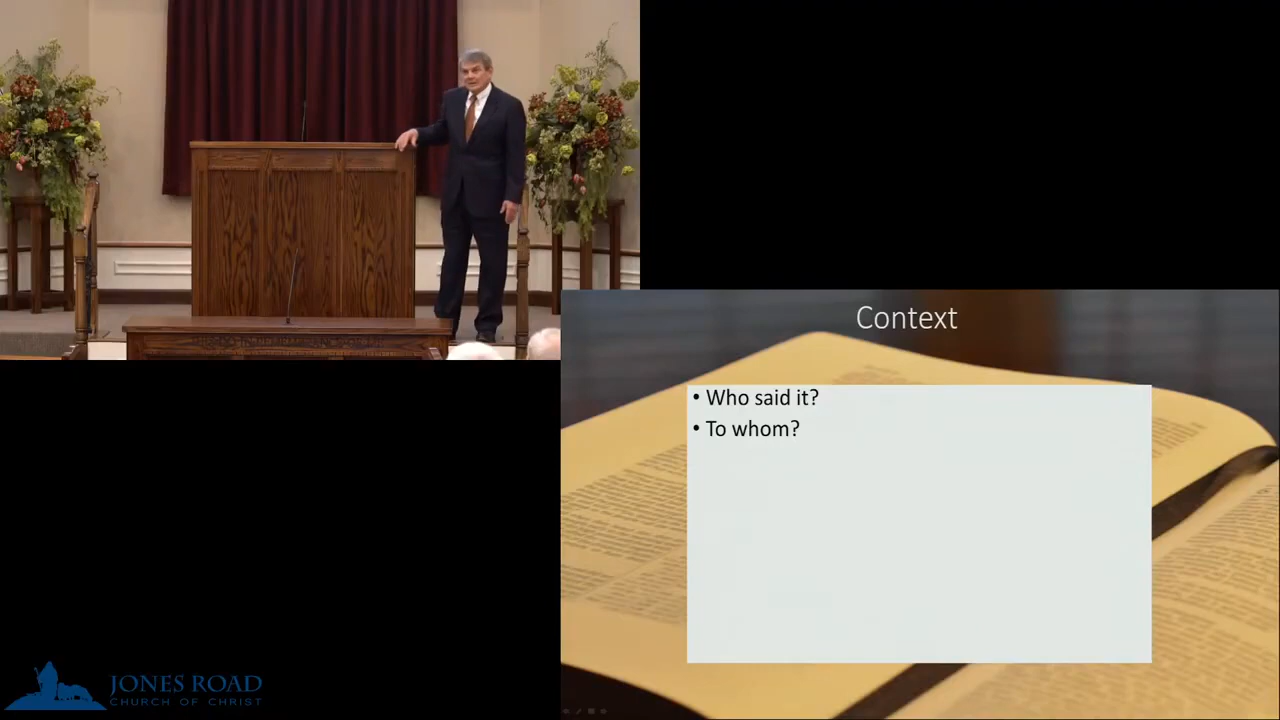 Context
• Who said it?
• To whom?
JONES ROAD
CHURCH OF CHRIST